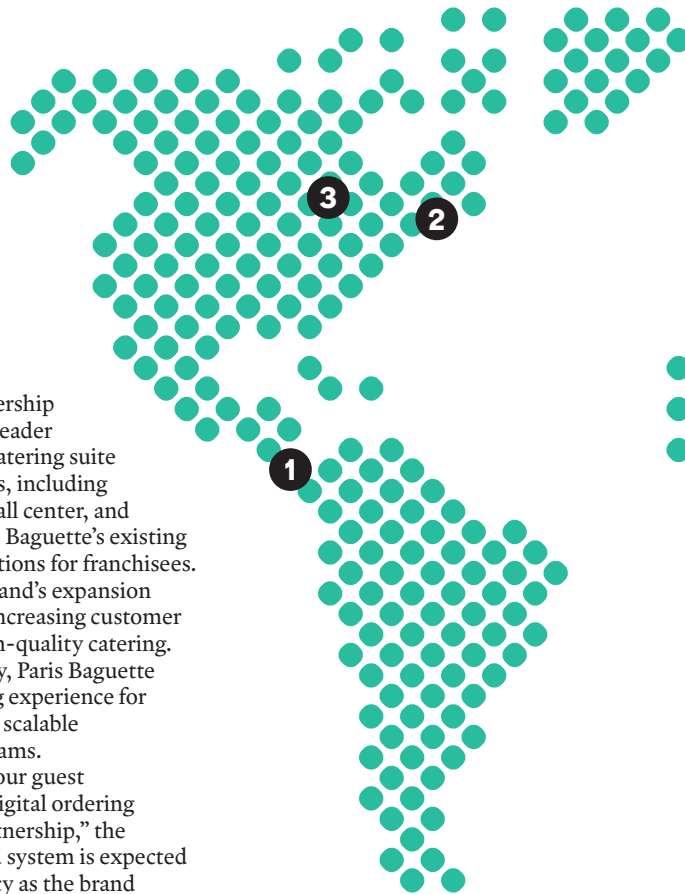 3
2
1
ership
eader
atering suite
s, including
all center, and
Baguette’s existing
tions for franchisees.
and’s expansion
ncreasing customer
h-quality catering.
y, Paris Baguette
g experience for
scalable
ams.
our guest
igital ordering
tnership,” the
l system is expected
cy as the brand